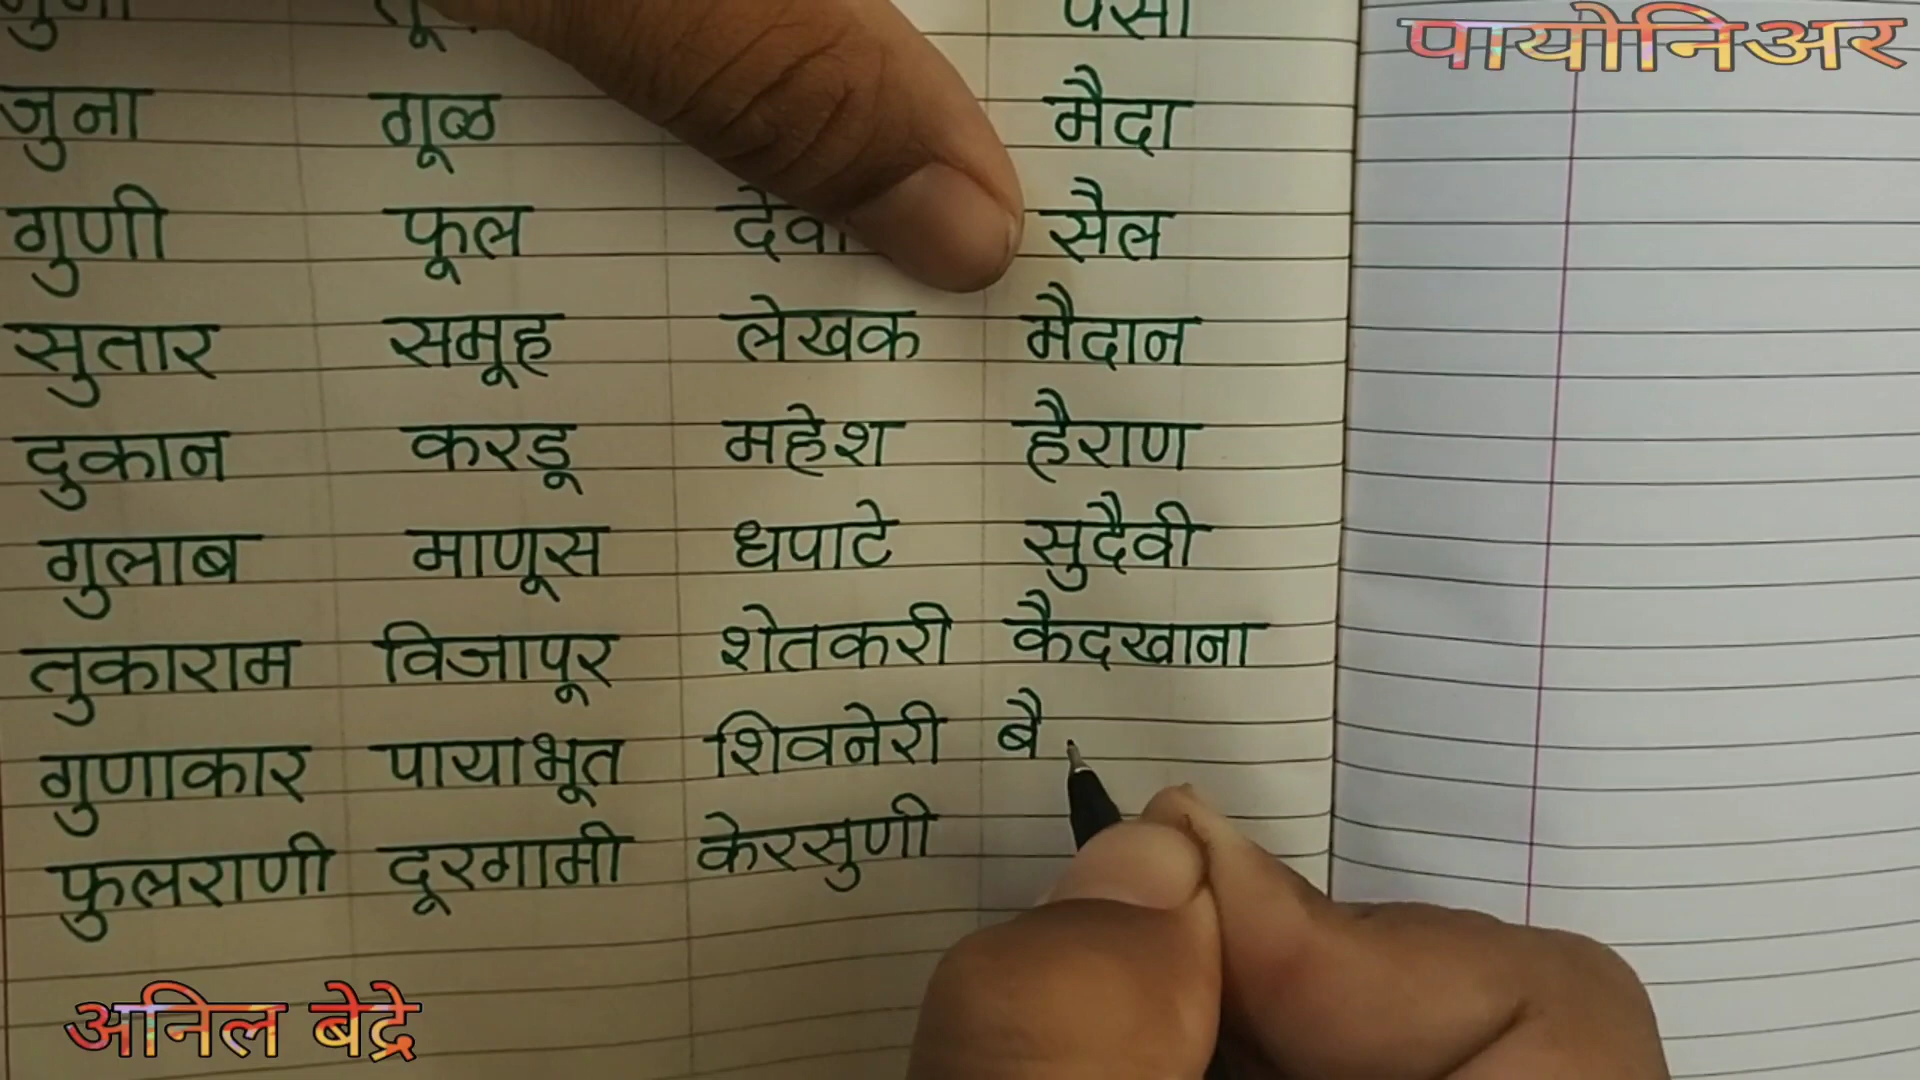 पायोनिअर
जुना गूळ मैदा
गुणी फूल सैल
सुतार समूह लेखक मैदान
दुकान करडू महेश हैराण
गुलाब माणूस धपाटे सुदैवी
तुकाराम विजापूर शेतकरी कैदखाना
गुणाकार पायाभूत शिवनेरी बै
फुलराणी दूरगामी केरसुणी
अनिल बेद्रे